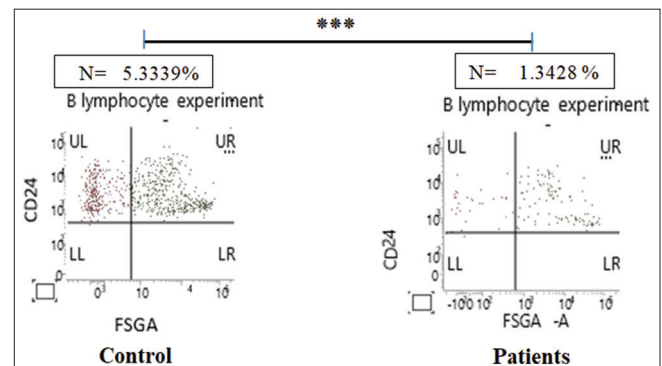 ***
N= 5.3339%
B lymphocyte experiment
UL
UR
CD24
LL
LR
FSGA
Control
N= 1.3428 %
B lymphocyte experiment
UL
UR
CD24
LL
LR
FSGA -A
Patients